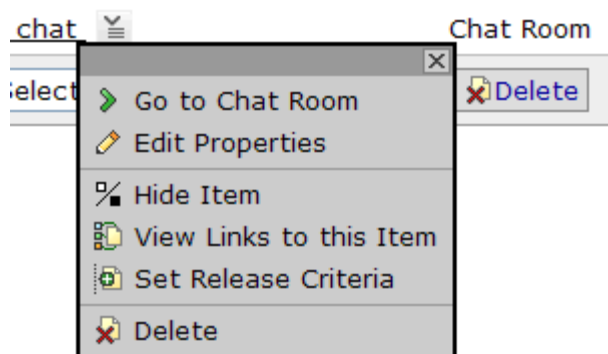 chat Chat Room
Select Delete
Go to Chat Room
Edit Properties
Hide Item
View Links to this Item
Set Release Criteria
Delete